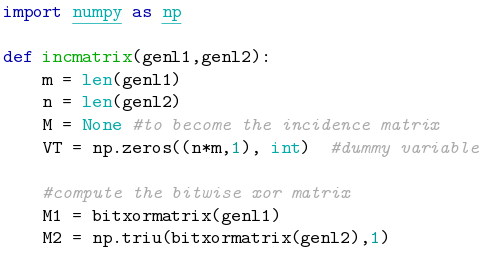 import numpy as np
def incmatrix(genl1,genl2):
    m = len(genl1)
    n = len(genl2)
    M = None #to become the incidence matrix
    VT = np.zeros((n*m,1), int)  #dummy variable
    #compute the bitwise xor matrix
    M1 = bitxormatrix(genl1)
    M2 = np.triu(bitxormatrix(genl2),1)